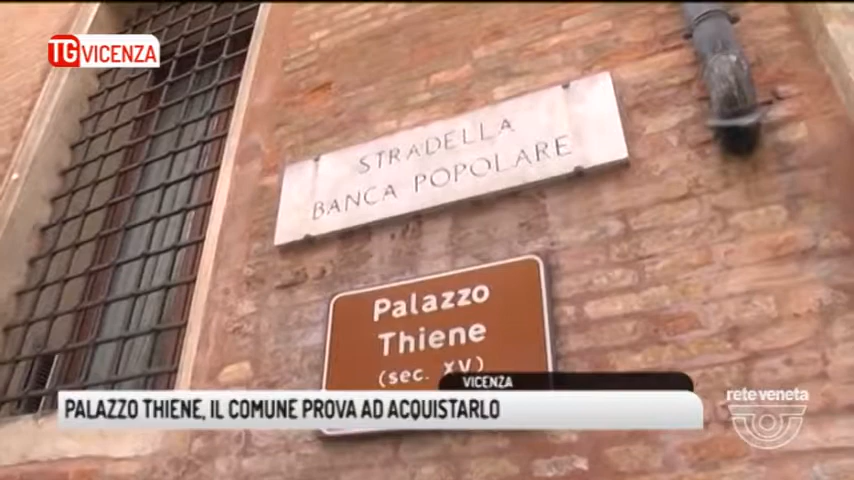 TG VICENZA
STRADELLA
BANCA POPOLARE
Palazzo
Thiene
(sec. XV)
VICENZA
PALAZZO THIENE, IL COMUNE PROVA AD ACQUISTARLO
rete veneta